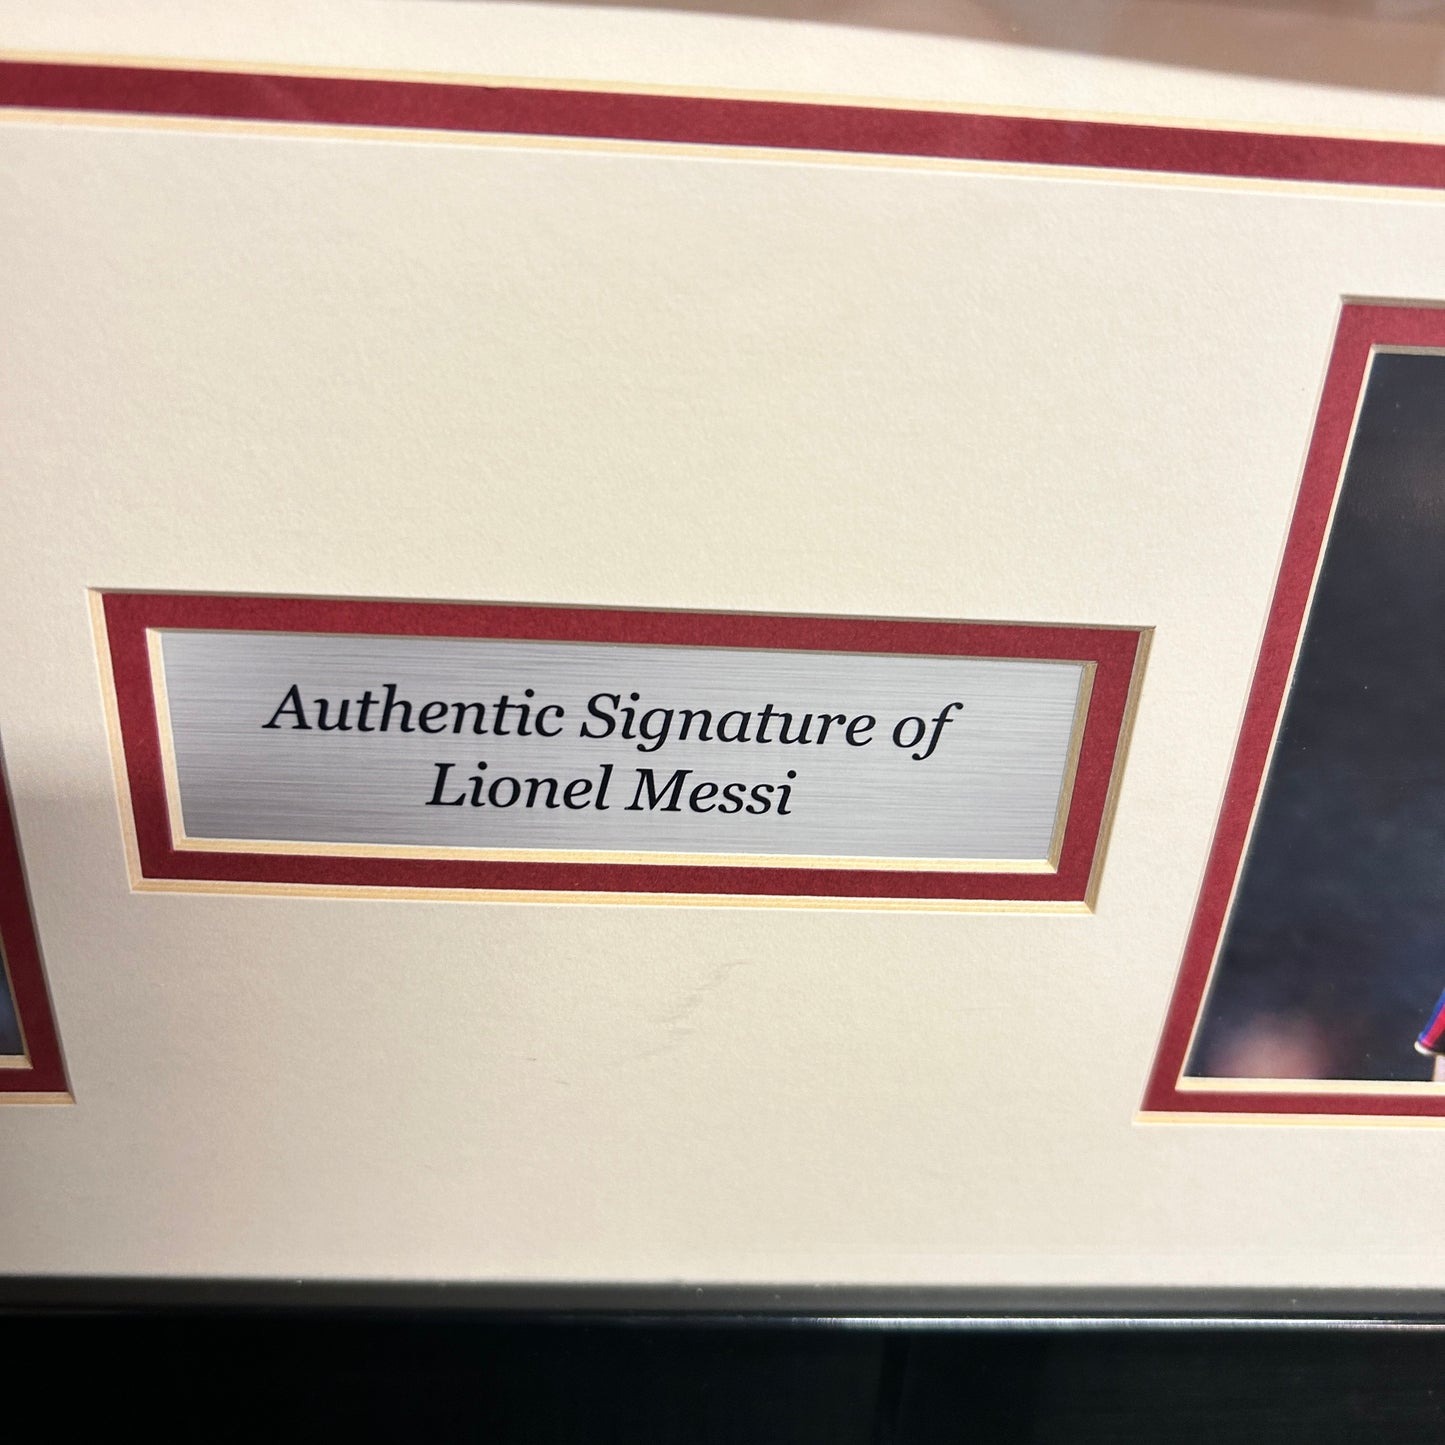 Authentic Signature of
Lionel Messi